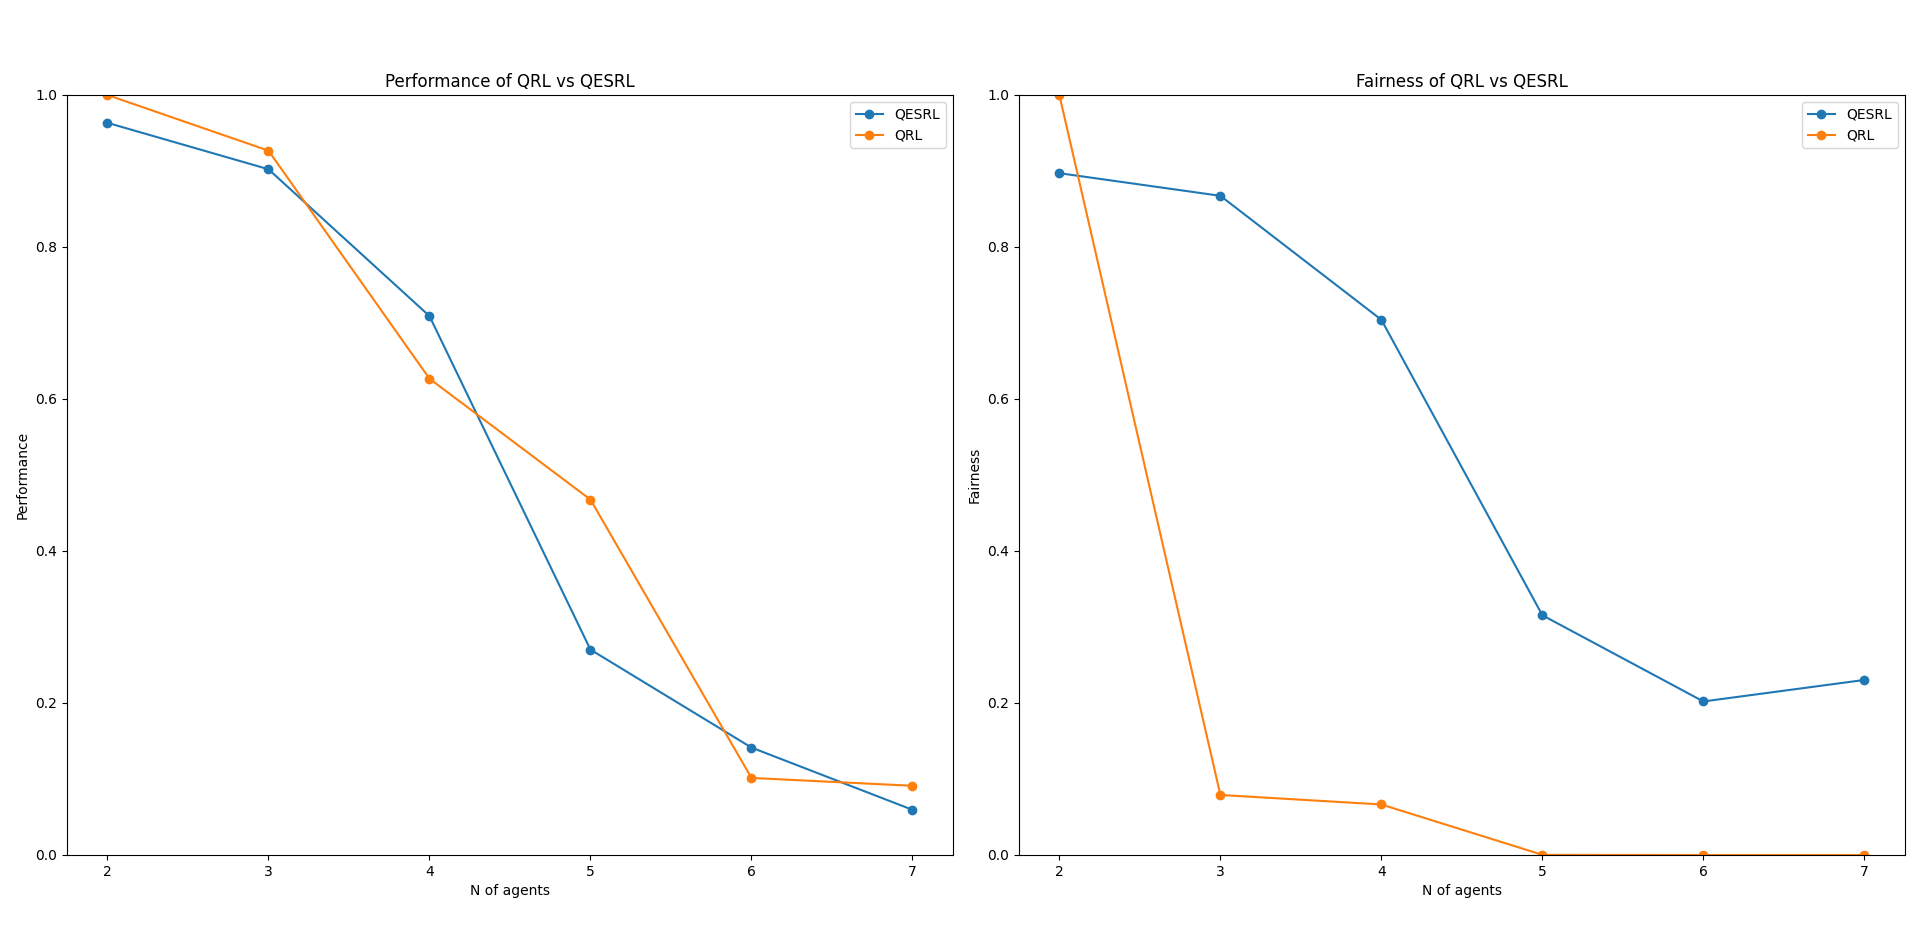 Performance of QRL vs QESRL
1.0
0.8
0.6
0.4
0.2
0.0
Performance
2 3 4 5 6 7
N of agents
QESRL
QRL
Fairness of QRL vs QESRL
1.0
0.8
0.6
0.4
0.2
0.0
Fairness
2 3 4 5 6 7
N of agents
QESRL
QRL